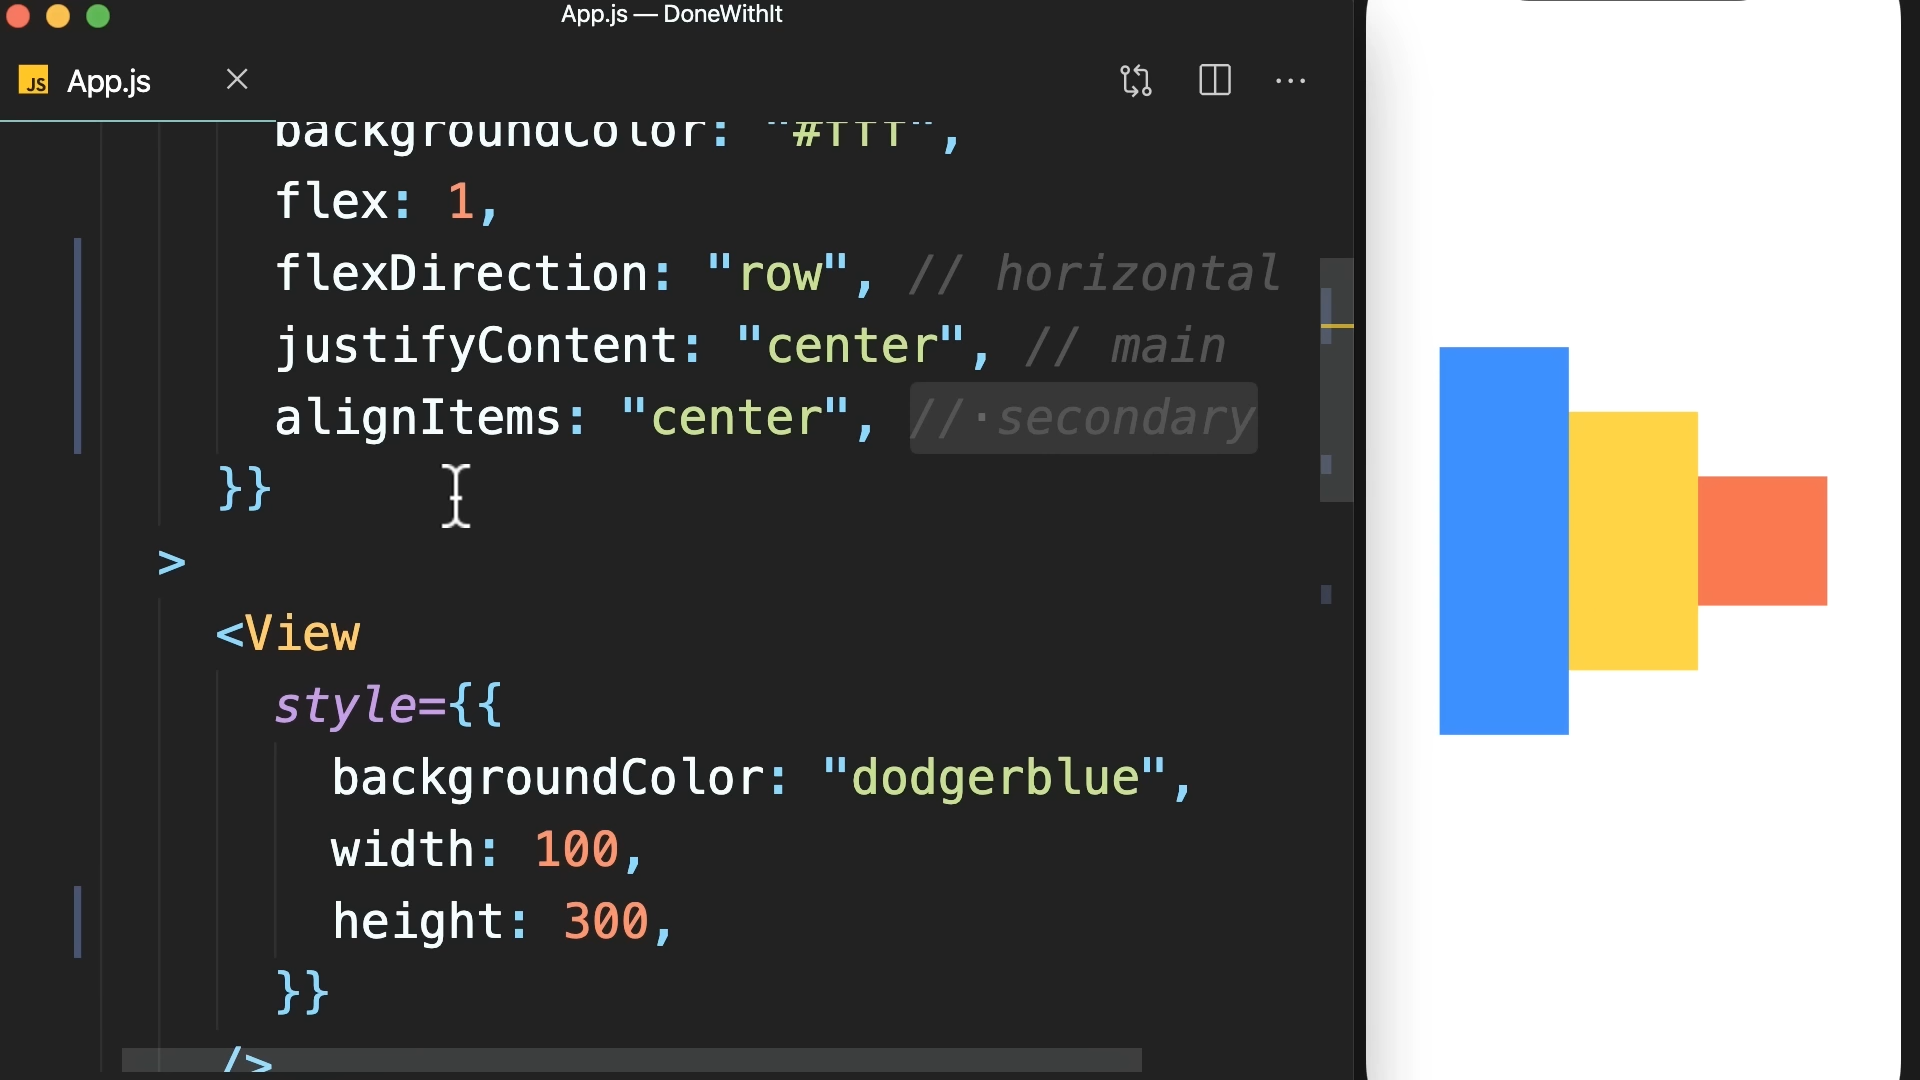 App.js — DoneWithIt
JS App.js
backgroundColor: "#fff",
flex: 1,
flexDirection: "row", // horizontal
justifyContent: "center", // main
alignItems: "center", //·secondary
}}
>
<View
style={{
backgroundColor: "dodgerblue",
width: 100,
height: 300,
}}
/>